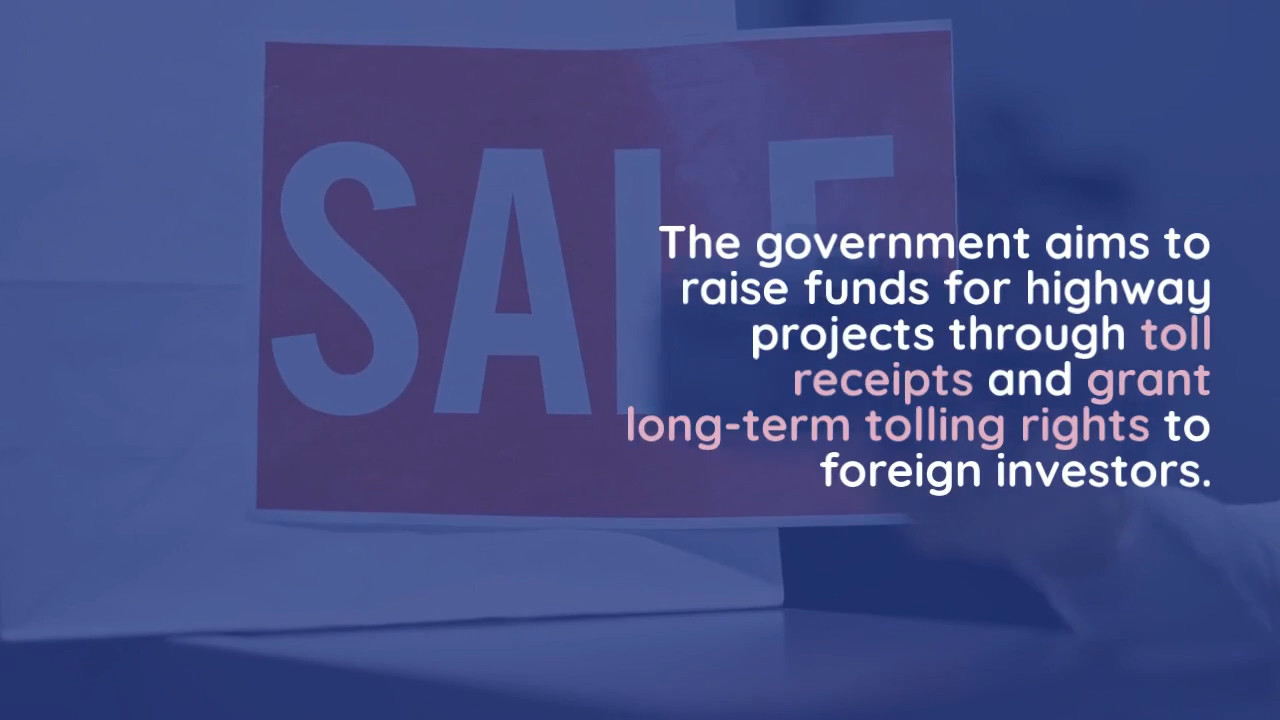 SALE
The government aims to
raise funds for highway
projects through toll
receipts and grant
long-term tolling rights to
foreign investors.